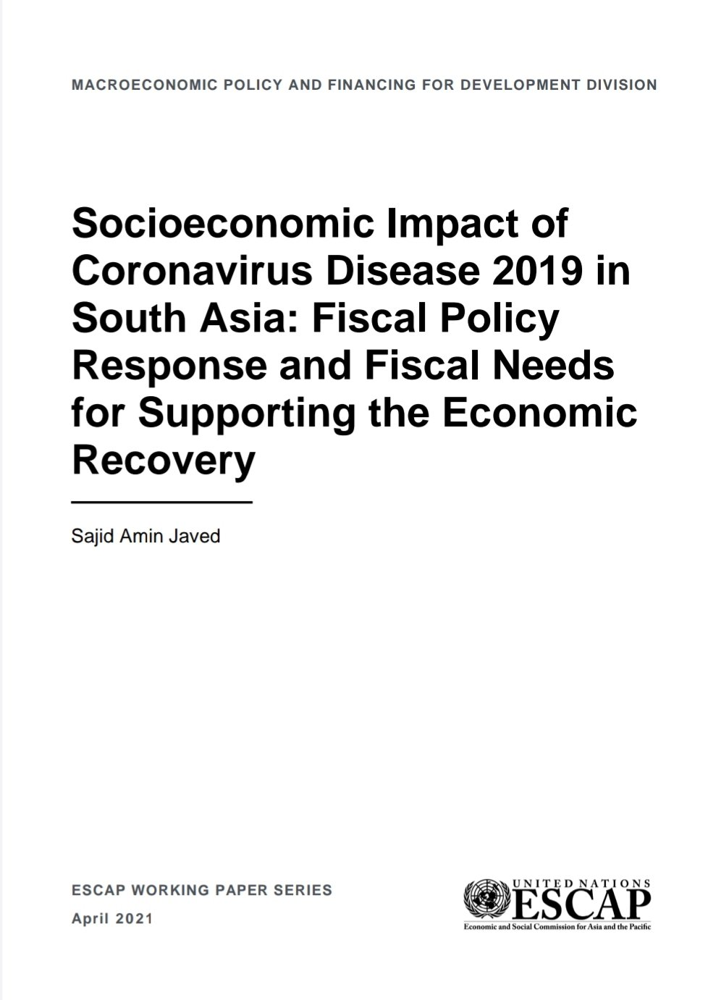 MACROECONOMIC POLICY AND FINANCING FOR DEVELOPMENT DIVISION
Socioeconomic Impact of
Coronavirus Disease 2019 in
South Asia: Fiscal Policy
Response and Fiscal Needs
for Supporting the Economic
Recovery
Sajid Amin Javed
ESCAP WORKING PAPER SERIES
April 2021
UNITED NATIONS
ESCAP
Economic and Social Commission for Asia and the Pacific